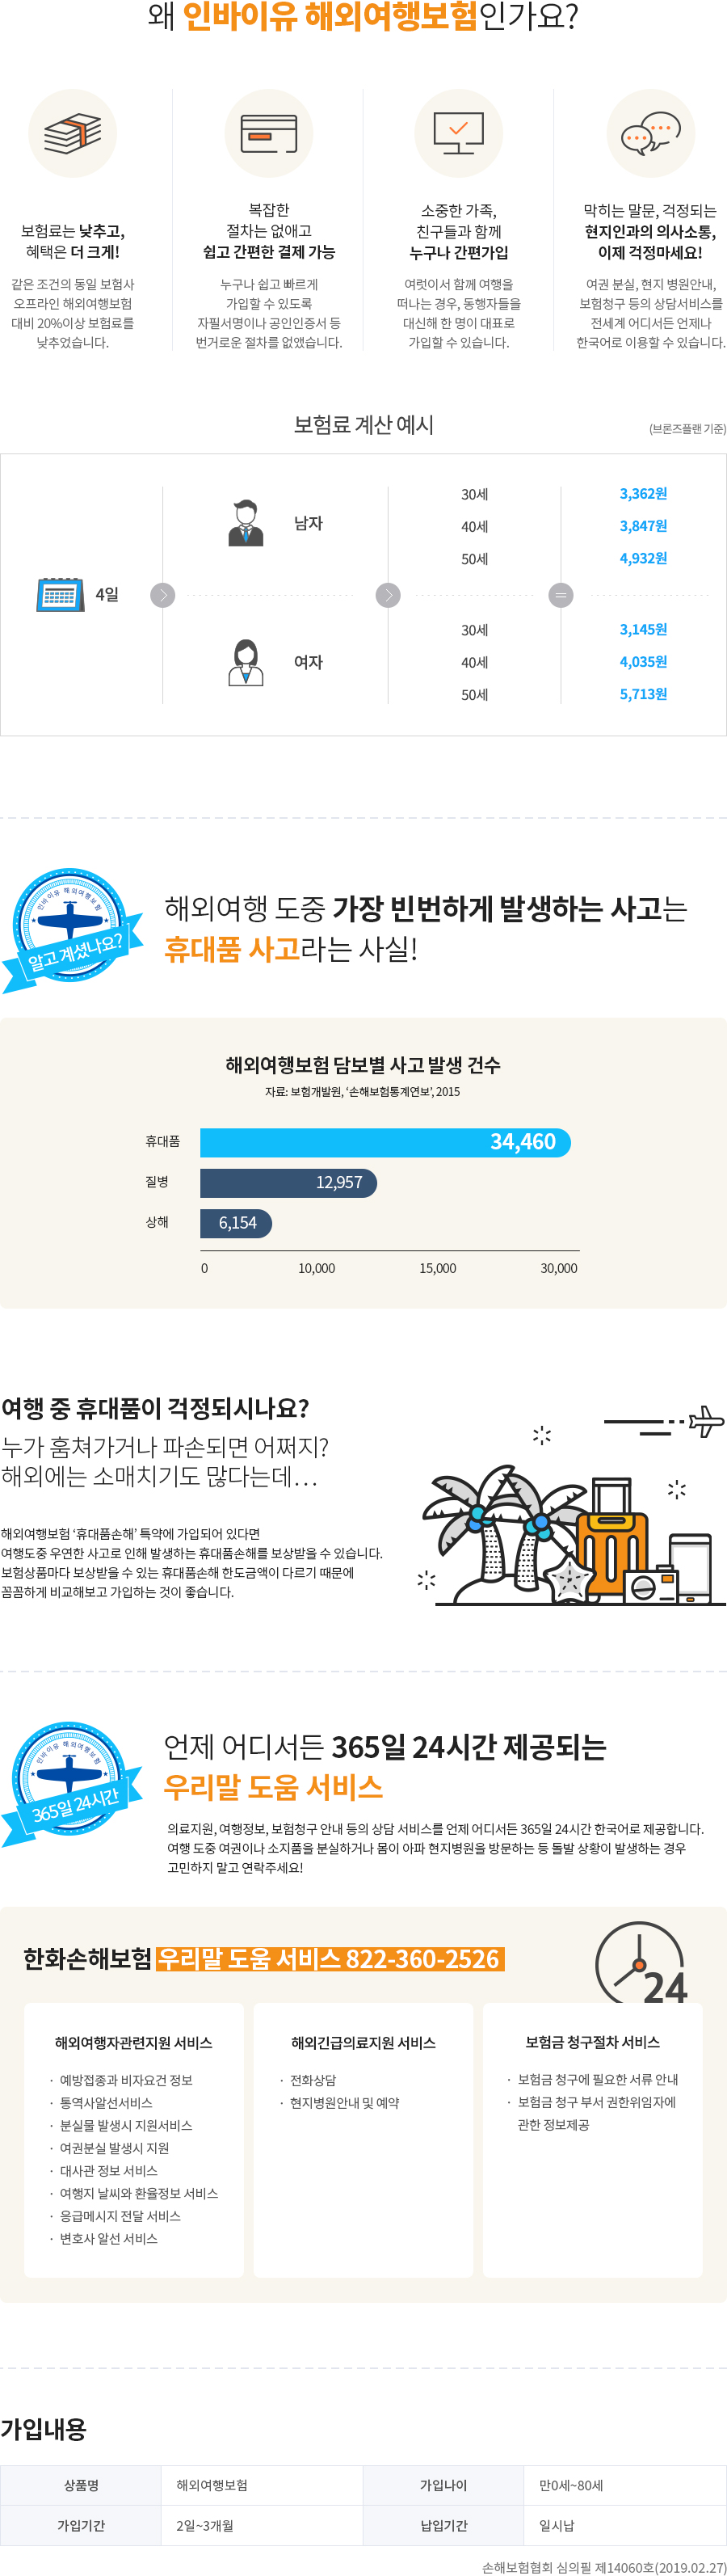 왜 인바이유 해외여행보험인가요?
보험료는 낮추고,
혜택은 더 크게!
같은 조건의 동일 보험사
오프라인 해외여행보험
대비 20%이상 보험료를
낮추었습니다.
복잡한
절차는 없애고
쉽고 간편한 결제 가능
누구나 쉽고 빠르게
가입할 수 있도록
자필서명이나 공인인증서 등
번거로운 절차를 없앴습니다.
소중한 가족,
친구들과 함께
누구나 간편가입
여럿이서 함께 여행을
떠나는 경우, 동행자들을
대신해 한 명이 대표로
가입할 수 있습니다.
막히는 말문, 걱정되는
현지인과의 의사소통,
이제 걱정마세요!
여권 분실, 현지 병원안내,
보험청구 등의 상담서비스를
전세계 어디서든 언제나
한국어로 이용할 수 있습니다.
보험료 계산 예시
(브론즈플랜 기준)
4일
남자
30세 3,362원
40세 3,847원
50세 4,932원
여자
30세 3,145원
40세 4,035원
50세 5,713원
인바이유 해외여행보험
알고 계셨나요?
해외여행 도중 가장 빈번하게 발생하는 사고는
휴대품 사고라는 사실!
해외여행보험 담보별 사고 발생 건수
자료: 보험개발원, ‘손해보험통계연보’, 2015
휴대품 34,460
질병 12,957
상해 6,154
0 10,000 15,000 30,000
여행 중 휴대품이 걱정되시나요?
누가 훔쳐가거나 파손되면 어쩌지?
해외에는 소매치기도 많다는데…
해외여행보험 ‘휴대품손해’ 특약에 가입되어 있다면
여행도중 우연한 사고로 인해 발생하는 휴대품손해를 보상받을 수 있습니다.
보험상품마다 보상받을 수 있는 휴대품손해 한도금액이 다르기 때문에
꼼꼼하게 비교해보고 가입하는 것이 좋습니다.
인바이유 해외여행보험
365일 24시간
언제 어디서든 365일 24시간 제공되는
우리말 도움 서비스
의료지원, 여행정보, 보험청구 안내 등의 상담 서비스를 언제 어디서든 365일 24시간 한국어로 제공합니다.
여행 도중 여권이나 소지품을 분실하거나 몸이 아파 현지병원을 방문하는 등 돌발 상황이 발생하는 경우
고민하지 말고 연락주세요!
한화손해보험 우리말 도움 서비스 822-360-2526
24
해외여행자관련지원 서비스
· 예방접종과 비자요건 정보
· 통역사알선서비스
· 분실물 발생시 지원서비스
· 여권분실 발생시 지원
· 대사관 정보 서비스
· 여행지 날씨와 환율정보 서비스
· 응급메시지 전달 서비스
· 변호사 알선 서비스
해외긴급의료지원 서비스
· 전화상담
· 현지병원안내 및 예약
보험금 청구절차 서비스
· 보험금 청구에 필요한 서류 안내
· 보험금 청구 부서 권한위임자에
관한 정보제공
가입내용
상품명 해외여행보험 가입나이 만0세~80세
가입기간 2일~3개월 납입기간 일시납
손해보험협회 심의필 제14060호(2019.02.27)